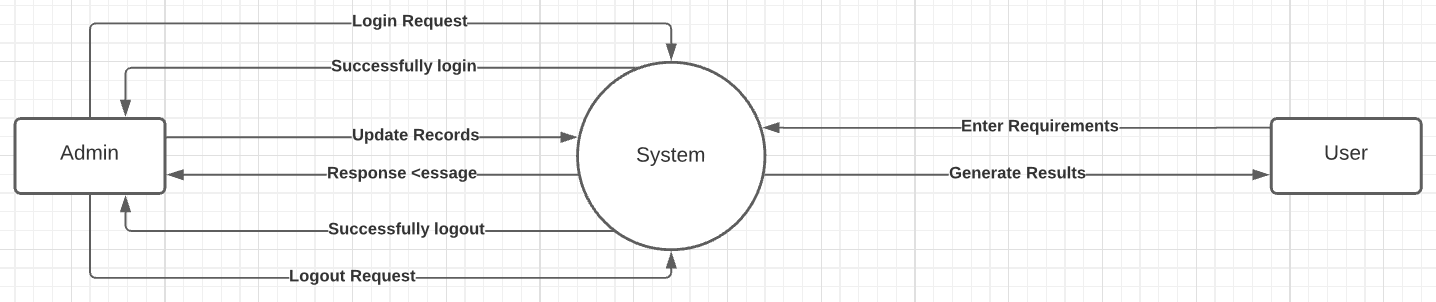 Login Request
Successfully login
Enter Requirements
Update Records
Admin
System
User
Response <essage
Generate Results
Successfully logout
Logout Request